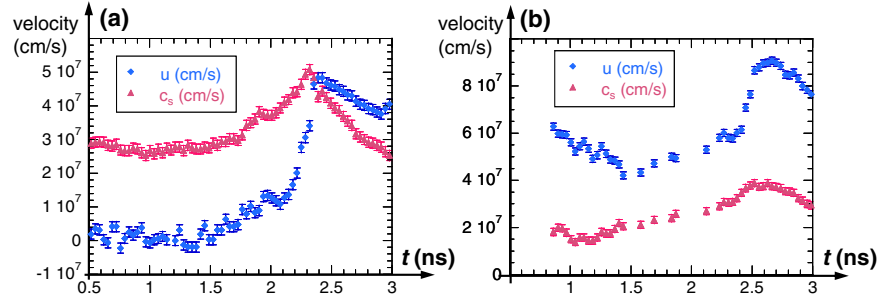 (a)
velocity
(cm/s)
u (cm/s)
c_s (cm/s)
5 10^7
4 10^7
3 10^7
2 10^7
1 10^7
0
-1 10^7
0.5 1 1.5 2 2.5 3
t (ns)
(b)
velocity
(cm/s)
u (cm/s)
c_s (cm/s)
8 10^7
6 10^7
4 10^7
2 10^7
0
1 1.5 2 2.5 3
t (ns)